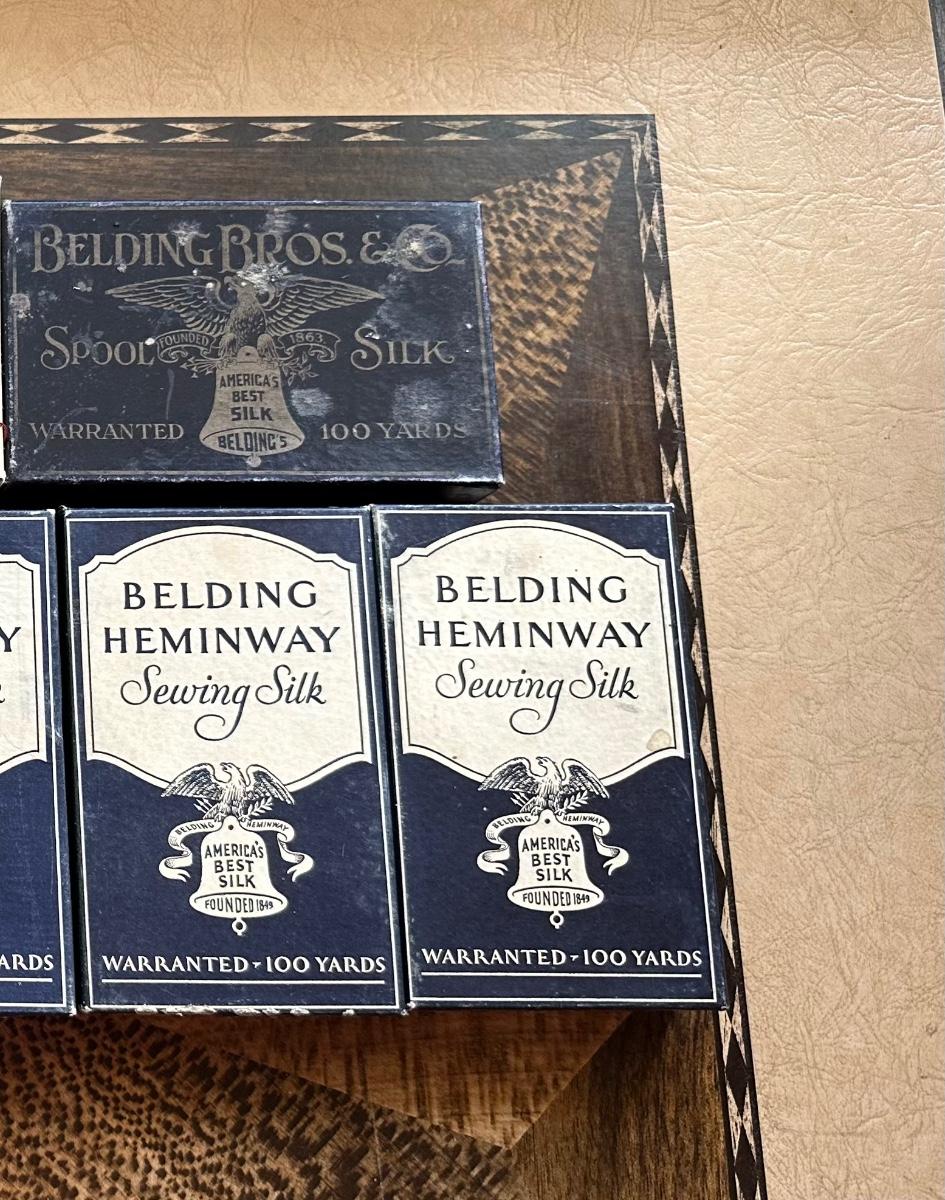 BELDING BROS. & CO.
FOUNDED 1863
SPOOL SILK
AMERICA'S
BEST
SILK
WARRANTED 100 YARDS
BELDING'S
Y
k
ARDS
BELDING
HEMINWAY
Sewing Silk
BELDING HEMINWAY
AMERICA'S
BEST
SILK
FOUNDED 1849
WARRANTED-100 YARDS
BELDING
HEMINWAY
Sewing Silk
BELDING HEMINWAY
AMERICA'S
BEST
SILK
FOUNDED 1849
WARRANTED-100 YARDS